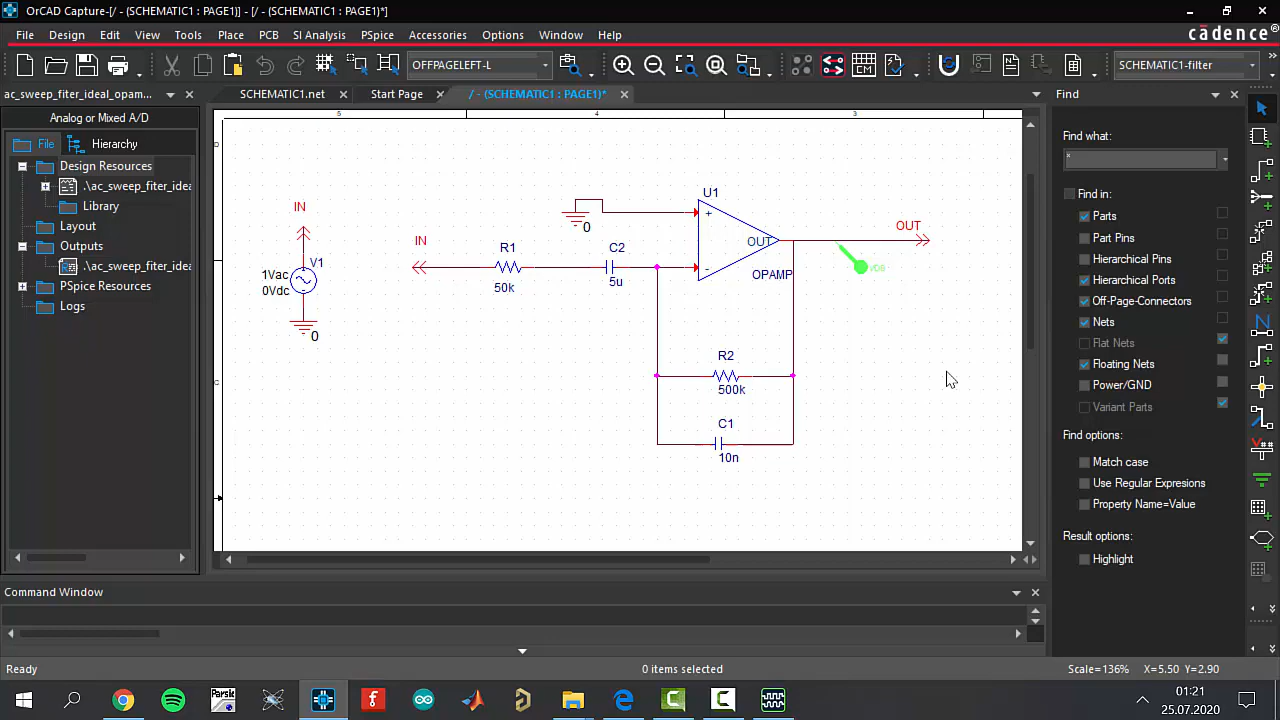 OrCAD Capture-[/ - (SCHEMATIC1 : PAGE1)] - [/ - (SCHEMATIC1 : PAGE1)*]
File Design Edit View Tools Place PCB SI Analysis PSpice Accessories Options Window Help
cādence®
OFFPAGELEFT-L
SCHEMATIC1-filter
ac_sweep_fiter_ideal_opam...
SCHEMATIC1.net
Start Page
/ - (SCHEMATIC1 : PAGE1)*
Find
Analog or Mixed A/D
File
Hierarchy
Design Resources
.\ac_sweep_fiter_idea
Library
Layout
Outputs
.\ac_sweep_fiter_idea
PSpice Resources
Logs
5
4
3
IN
V1
1Vac
0Vdc
0
IN
R1
50k
C2
5u
0
U1
+
-
OUT
OPAMP
OUT
VDB
R2
500k
C1
10n
Find what:
*
Find in:
Parts
Part Pins
Hierarchical Pins
Hierarchical Ports
Off-Page-Connectors
Nets
Flat Nets
Floating Nets
Power/GND
Variant Parts
Find options:
Match case
Use Regular Expresions
Property Name=Value
Result options:
Highlight
Command Window
Ready
0 items selected
Scale=136%
X=5.50 Y=2.90
01:21
25.07.2020